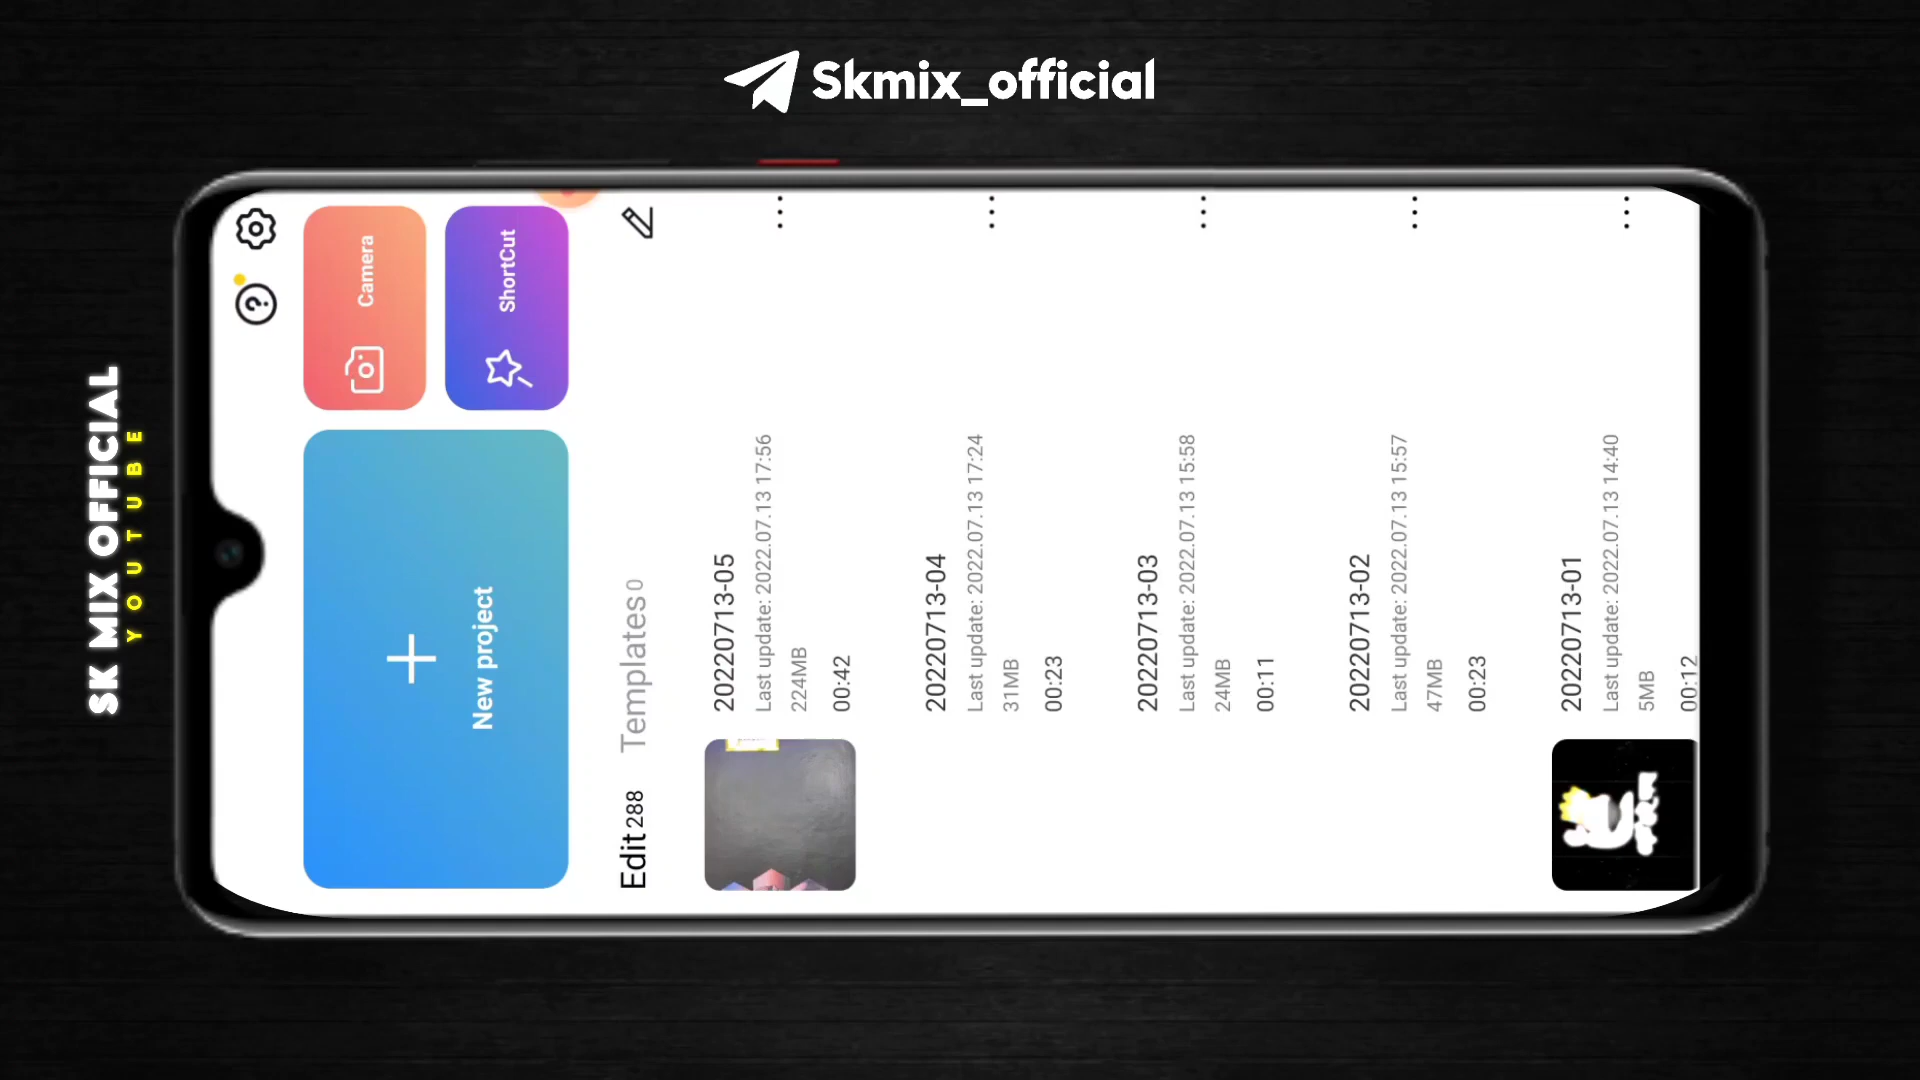 Skmix_official
SK MIX OFFICIAL
YOUTUBE
Camera
ShortCut
New project
Edit 288
Templates 0
20220713-05
Last update: 2022.07.13 17:56
224MB
00:42
20220713-04
Last update: 2022.07.13 17:24
31MB
00:23
20220713-03
Last update: 2022.07.13 15:58
24MB
00:11
20220713-02
Last update: 2022.07.13 15:57
47MB
00:23
20220713-01
Last update: 2022.07.13 14:40
5MB
00:12